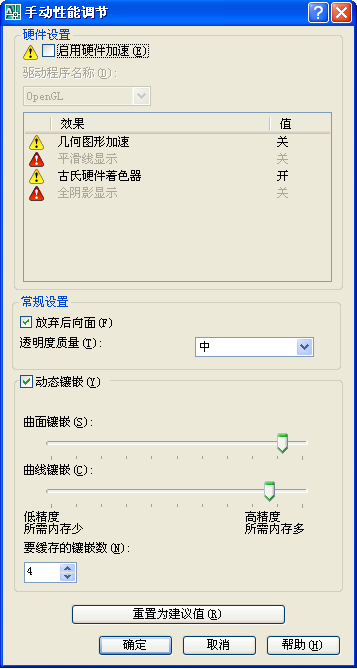 手动性能调节
硬件设置
启用硬件加速(E)
驱动程序名称(D):
OpenGL
效果 值
几何图形加速 关
平滑线显示 关
古氏硬件着色器 开
全阴影显示 关
常规设置
放弃后向面(F)
透明度质量(T): 中
动态镶嵌(Y)
曲面镶嵌(S):
曲线镶嵌(C):
低精度 高精度
所需内存少 所需内存多
要缓存的镶嵌数(N):
4
重置为建议值(R)
确定 取消 帮助(H)